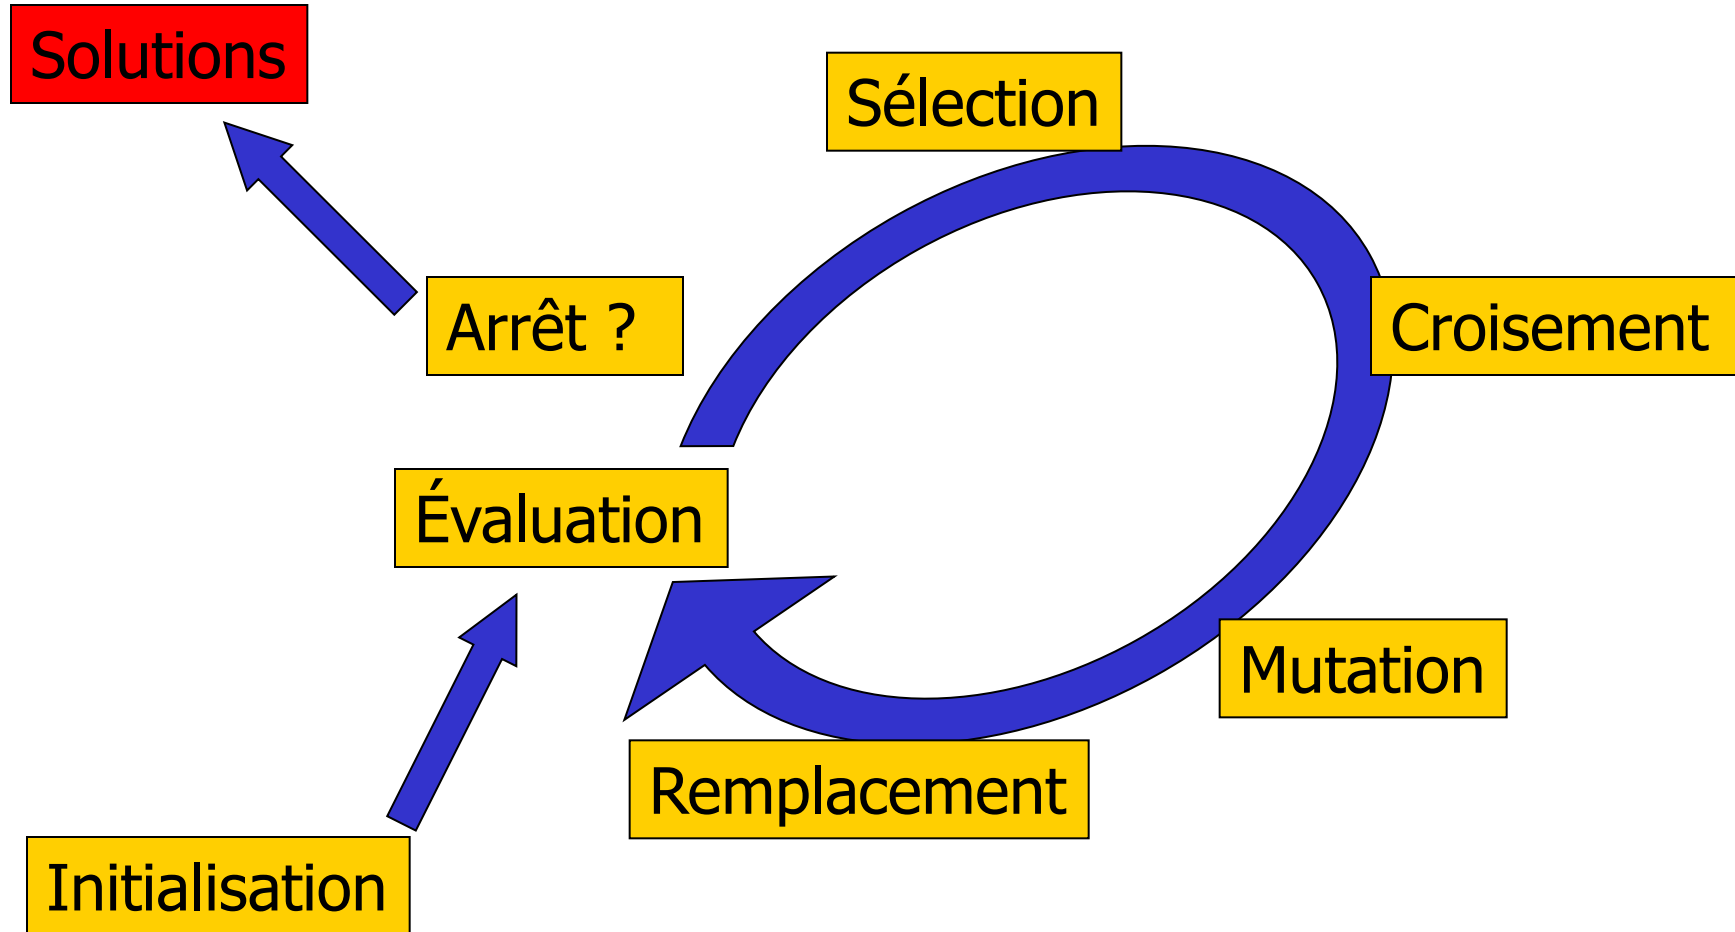 Solutions
Sélection
Arrêt ?
Croisement
Évaluation
Mutation
Remplacement
Initialisation